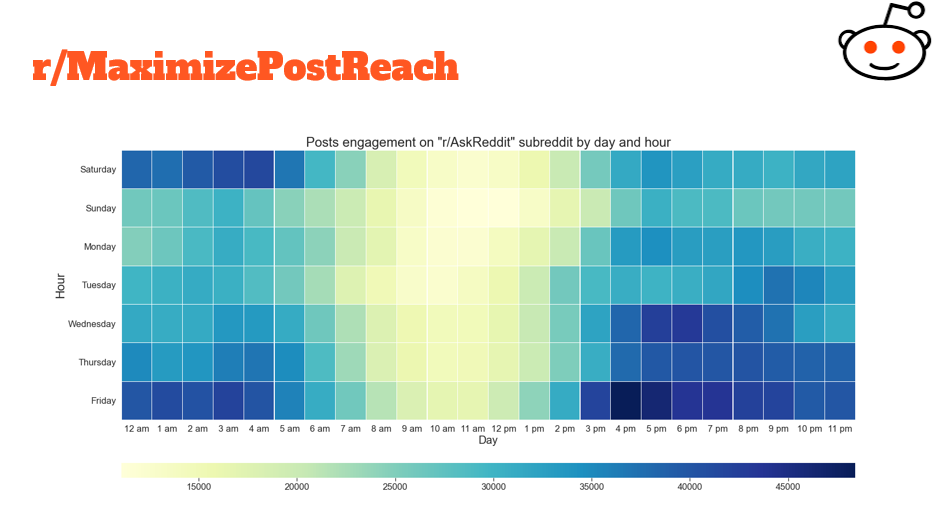 r/MaximizePostReach
Posts engagement on "r/AskReddit" subreddit by day and hour
Hour
Saturday
Sunday
Monday
Tuesday
Wednesday
Thursday
Friday
12 am 1 am 2 am 3 am 4 am 5 am 6 am 7 am 8 am 9 am 10 am 11 am 12 pm 1 pm 2 pm 3 pm 4 pm 5 pm 6 pm 7 pm 8 pm 9 pm 10 pm 11 pm
Day
15000 20000 25000 30000 35000 40000 45000